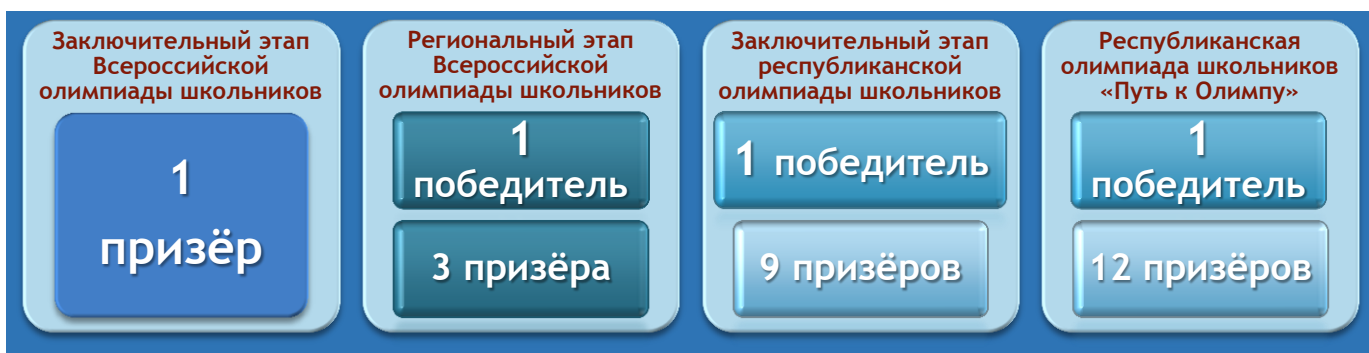 Заключительный этап
Всероссийской
олимпиады школьников
1
призёр
Региональный этап
Всероссийской
олимпиады школьников
1
победитель
3 призёра
Заключительный этап
республиканской
олимпиады школьников
1 победитель
9 призёров
Республиканская
олимпиада школьников
«Путь к Олимпу»
1
победитель
12 призёров